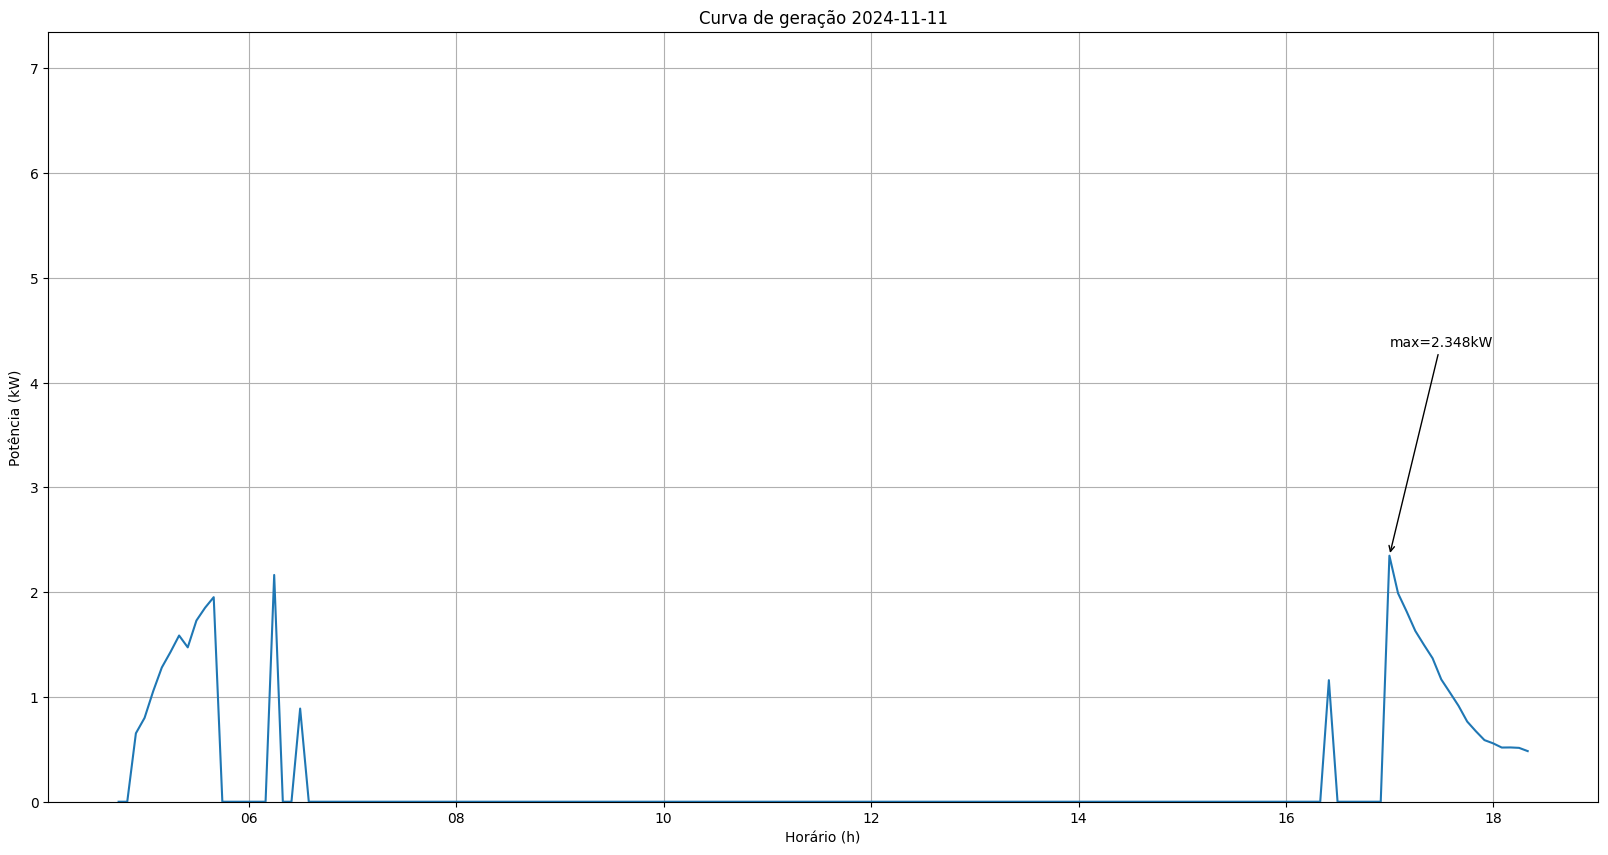 Curva de geração 2024-11-11
7
6
5
4
3
2
1
0
Potência (kW)
max=2.348kW
06 08 10 12 14 16 18
Horário (h)